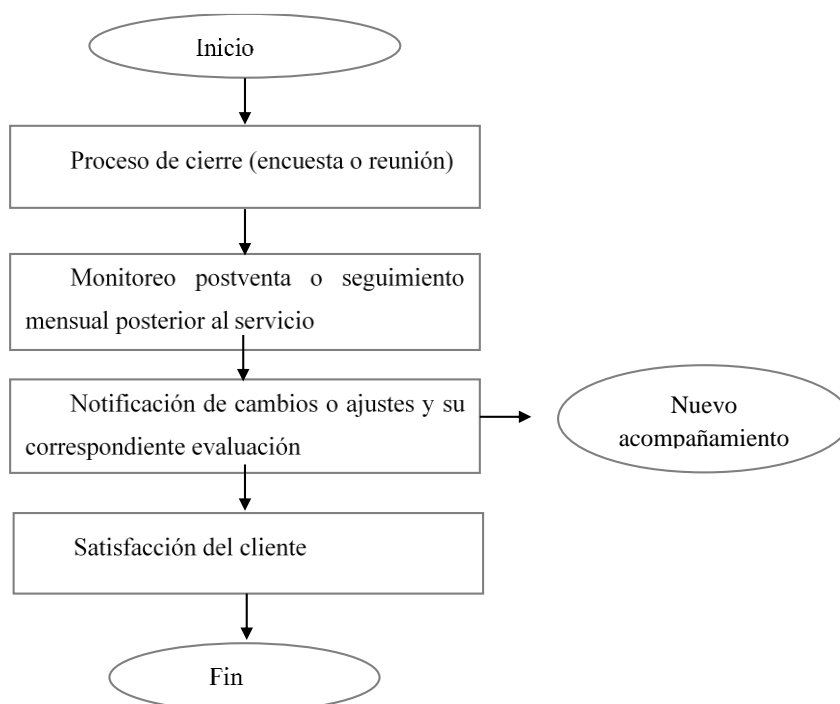 Inicio
Proceso de cierre (encuesta o reunión)
Monitoreo postventa o seguimiento
mensual posterior al servicio
Notificación de cambios o ajustes y su
correspondiente evaluación
Nuevo
acompañamiento
Satisfacción del cliente
Fin